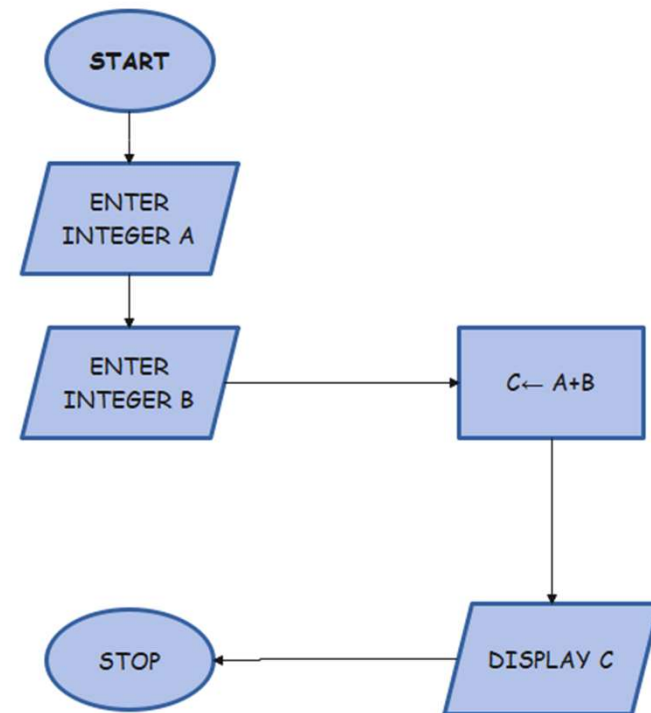 START
ENTER
INTEGER A
ENTER
INTEGER B
C← A+B
DISPLAY C
STOP